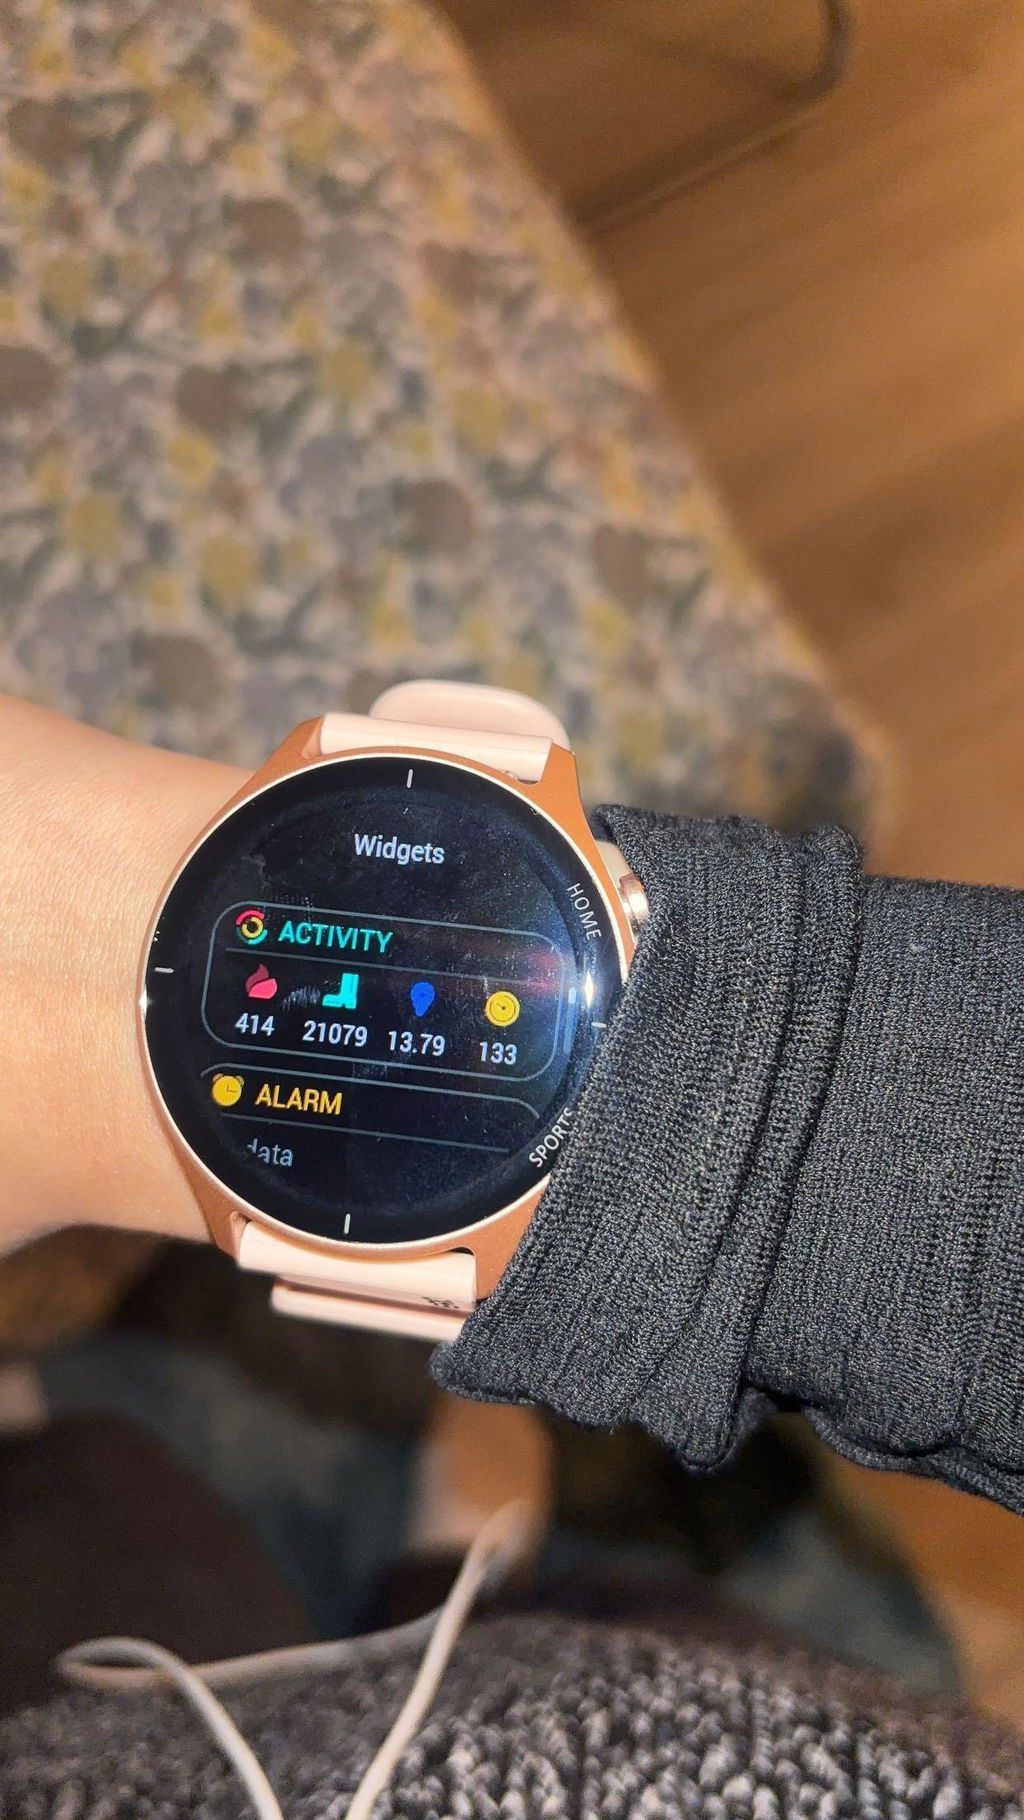 Widgets
HOME
ACTIVITY
414 21079 13.79 133
ALARM
data
SPORTS